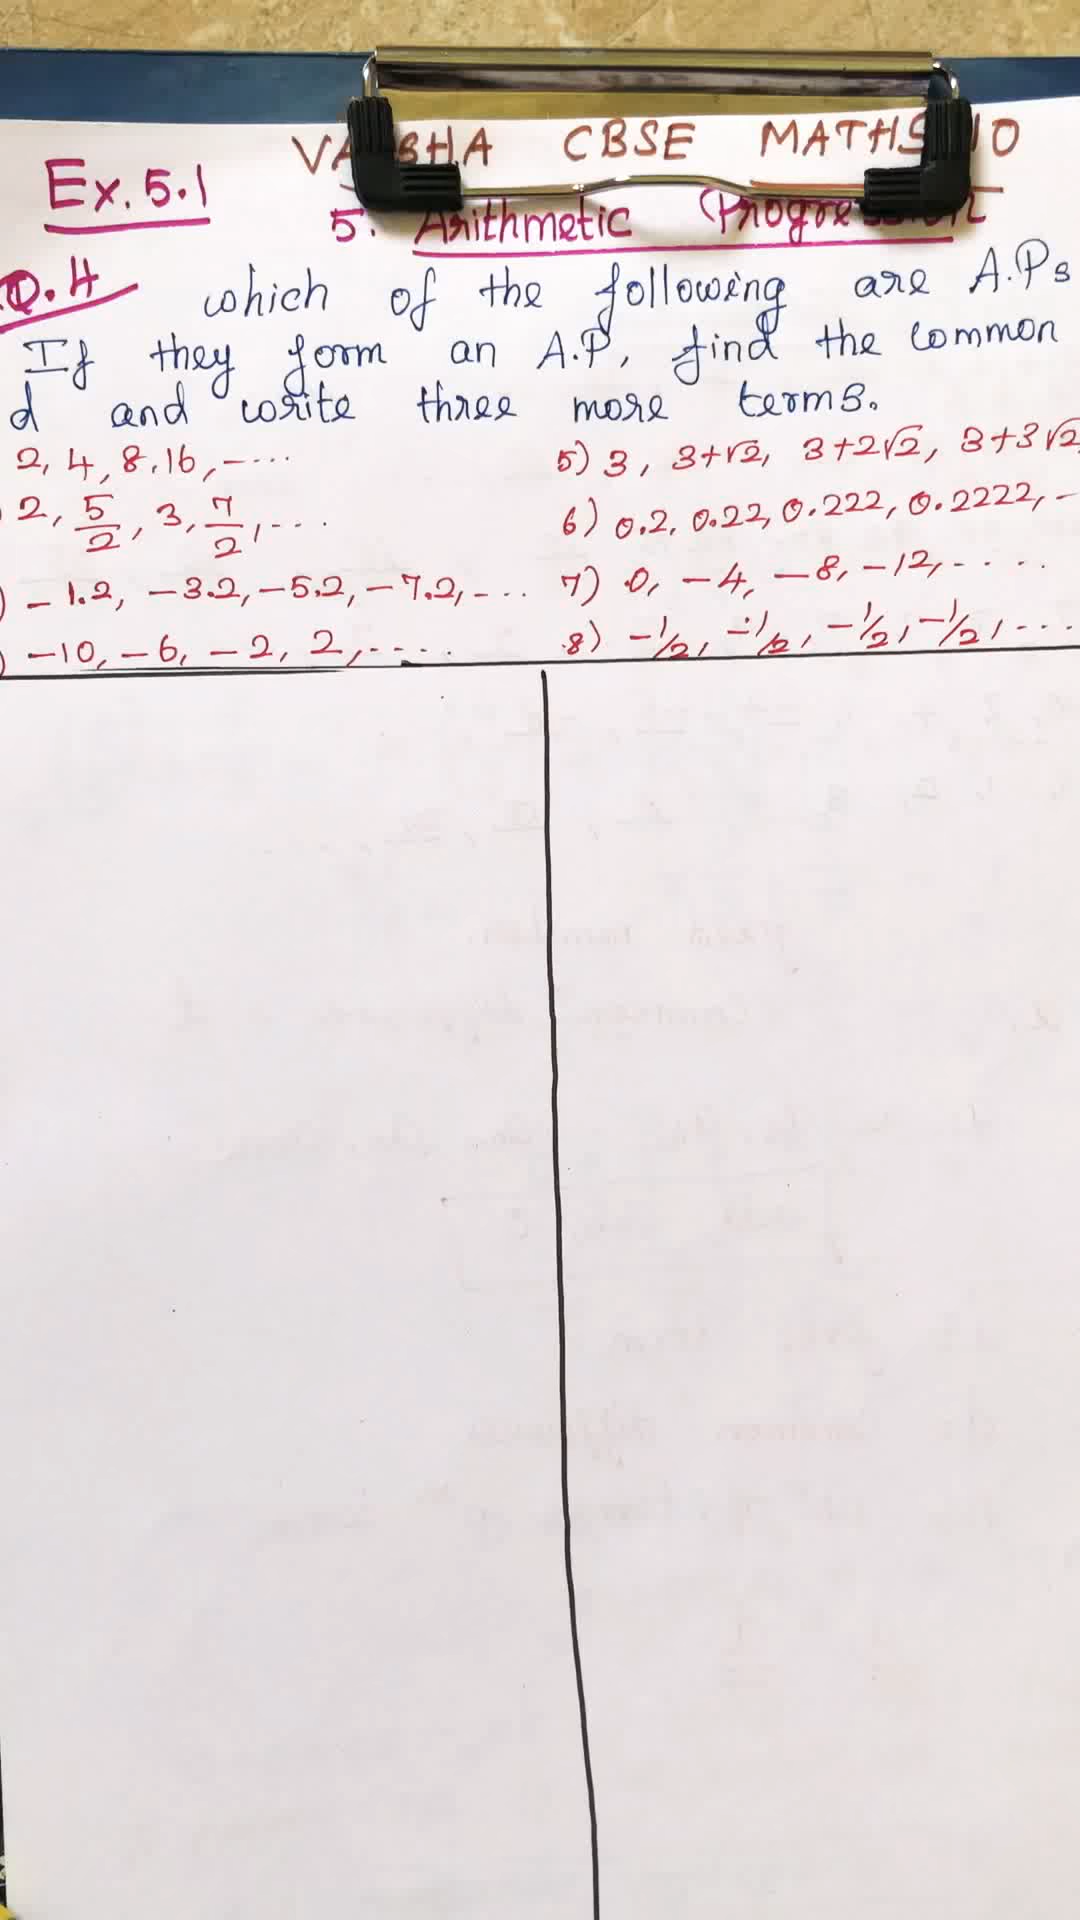 CBSE MATHS 10
Ex. 5.1
5. Arithmetic Progression
Q.4 which of the following are A.Ps
If they form an A.P, find the common
d and write three more terms.
2, 4, 8, 16, ----
5) 3, 3+√2, 3+2√2, 3+3√2,
2, 5/2, 3, 7/2, ...
6) 0.2, 0.22, 0.222, 0.2222, -
) -1.2, -3.2, -5.2, -7.2, -...
7) 0, -4, -8, -12, .....
) -10, -6, -2, 2, .....
8) -1/2, -1/2, -1/2, -1/2, ...